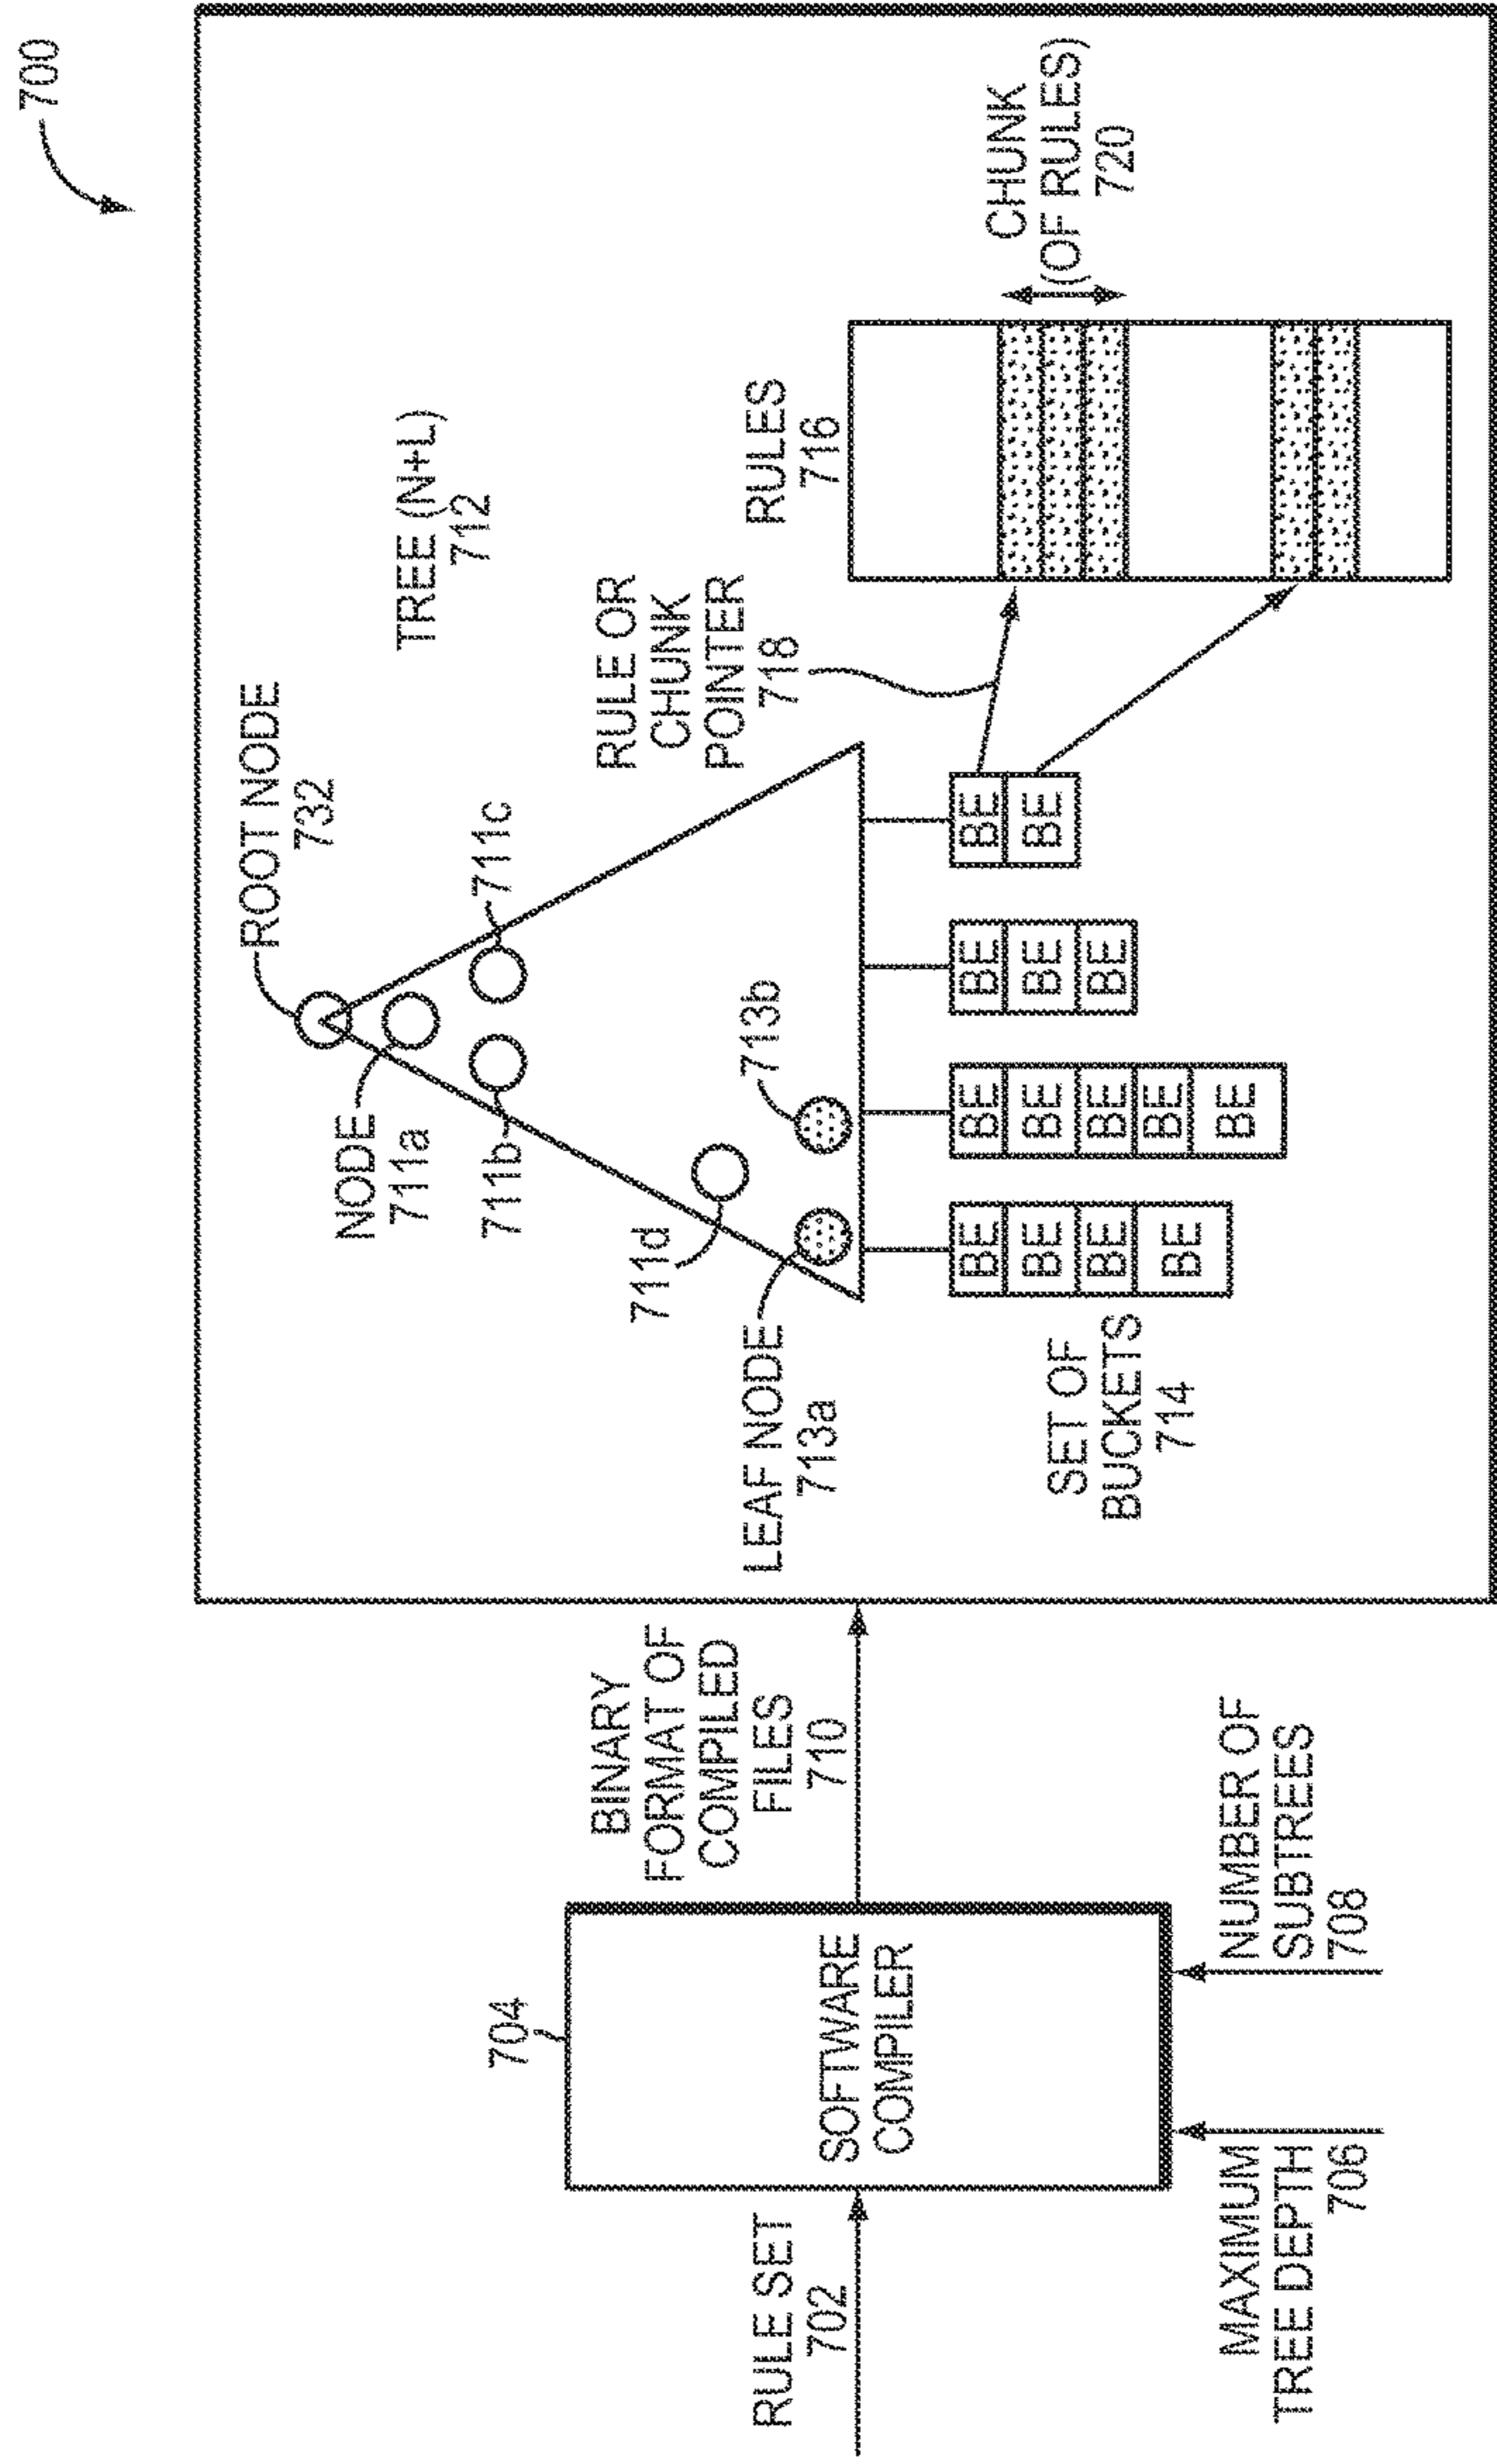 700
RULE SET
702
704
SOFTWARE
COMPILER
MAXIMUM
TREE DEPTH
706
NUMBER OF
SUBTREES
708
BINARY
FORMAT OF
COMPILED
FILES
710
ROOT NODE
732
TREE (N+L)
712
NODE
711a
711b
711c
711d
LEAF NODE
713a
713b
SET OF
BUCKETS
714
BE
BE
BE
BE
BE
BE
BE
BE
BE
BE
BE
BE
BE
BE
RULE OR
CHUNK
POINTER
718
RULES
716
CHUNK
(OF RULES)
720